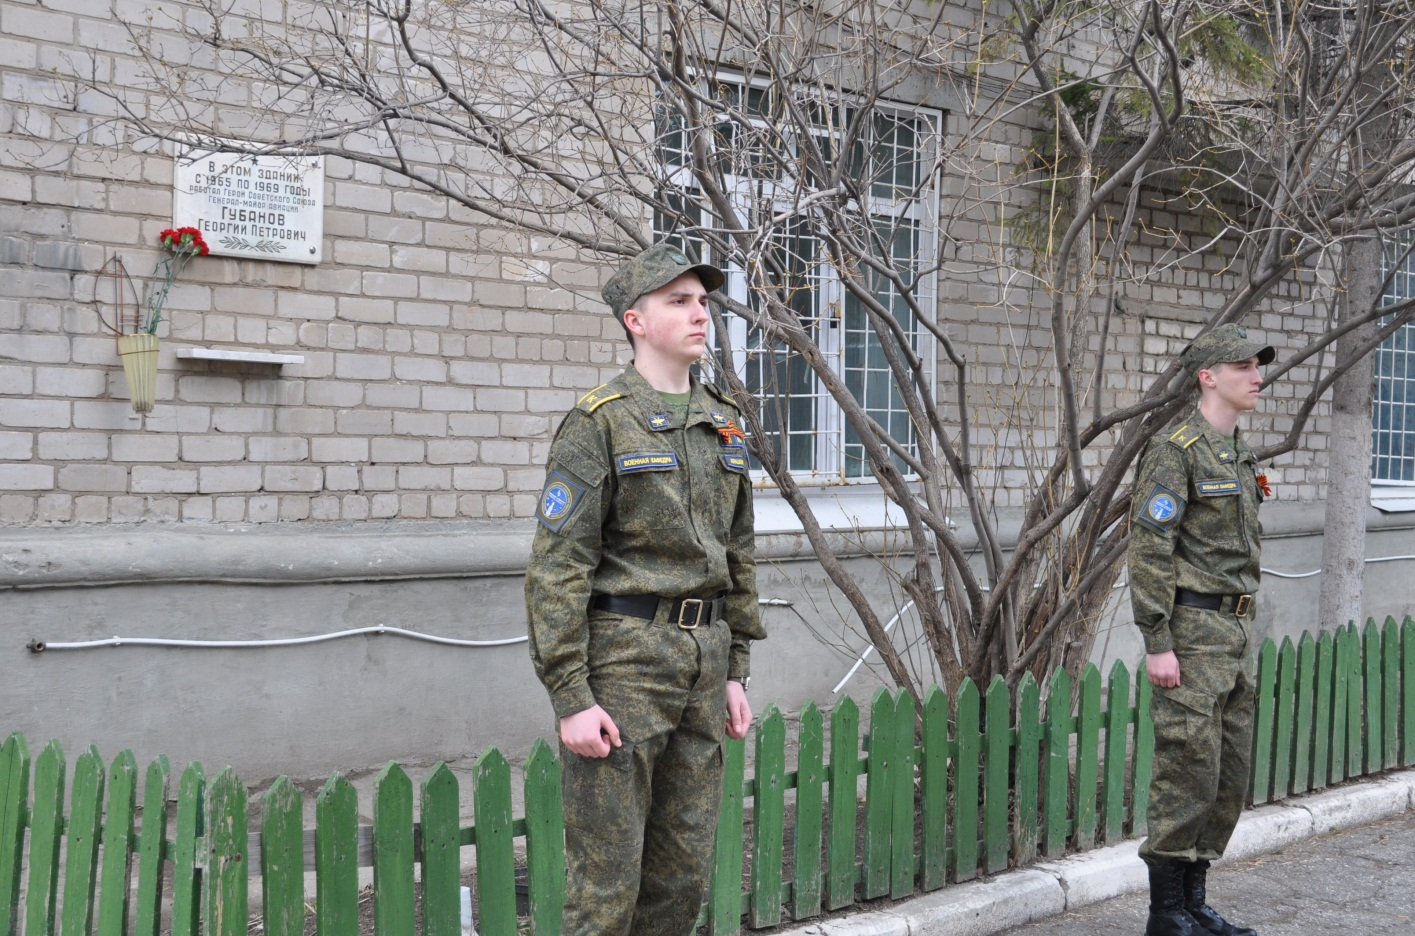 В ЭТОМ ЗДАНИИ
С 1965 ПО 1969 ГОДЫ
РАБОТАЛ ГЕРОЙ СОВЕТСКОГО СОЮЗА
ГЕНЕРАЛ-МАЙОР АВИАЦИИ
ГУБАНОВ
ГЕОРГИЙ ПЕТРОВИЧ
ВОЕННАЯ КАФЕДРА
ВОЕННАЯ КАФЕДРА